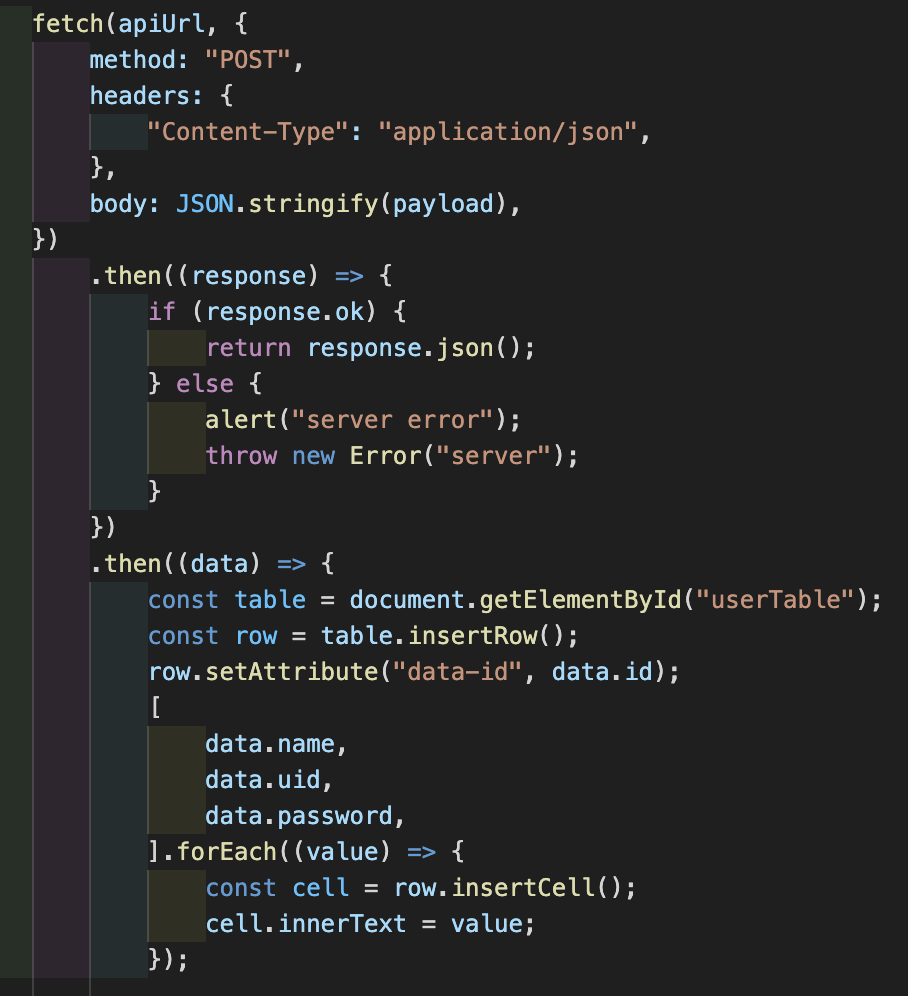 fetch(apiUrl, {
    method: "POST",
    headers: {
        "Content-Type": "application/json",
    },
    body: JSON.stringify(payload),
})
    .then((response) => {
        if (response.ok) {
            return response.json();
        } else {
            alert("server error");
            throw new Error("server");
        }
    })
    .then((data) => {
        const table = document.getElementById("userTable");
        const row = table.insertRow();
        row.setAttribute("data-id", data.id);
        [
            data.name,
            data.uid,
            data.password,
        ].forEach((value) => {
            const cell = row.insertCell();
            cell.innerText = value;
        });